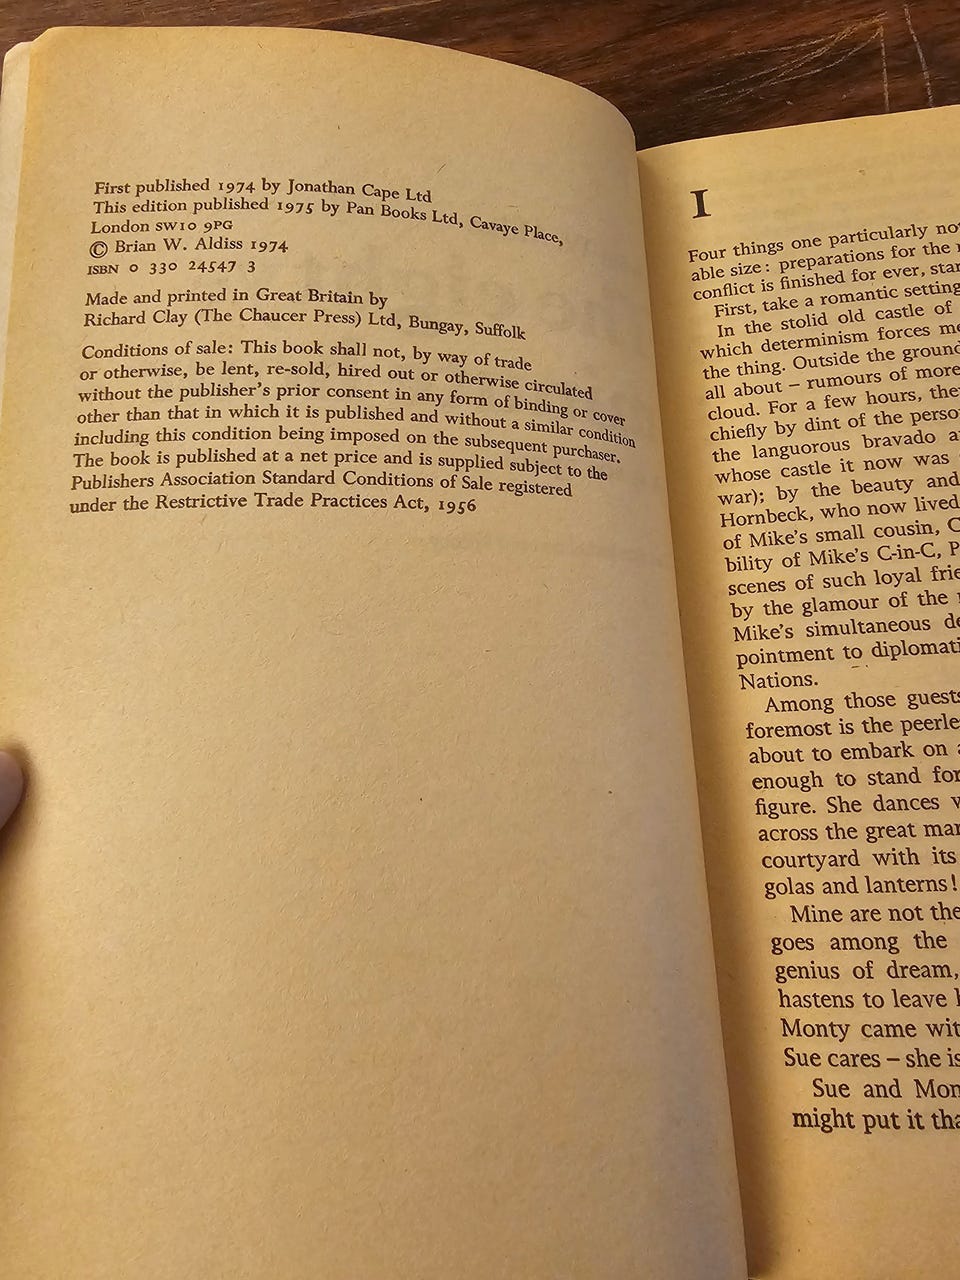 First published 1974 by Jonathan Cape Ltd
This edition published 1975 by Pan Books Ltd, Cavaye Place,
London SW10 9PG
© Brian W. Aldiss 1974
ISBN 0 330 24547 3
Made and printed in Great Britain by
Richard Clay (The Chaucer Press) Ltd, Bungay, Suffolk
Conditions of sale: This book shall not, by way of trade
or otherwise, be lent, re-sold, hired out or otherwise circulated
without the publisher's prior consent in any form of binding or cover
other than that in which it is published and without a similar condition
including this condition being imposed on the subsequent purchaser.
The book is published at a net price and is supplied subject to the
Publishers Association Standard Conditions of Sale registered
under the Restrictive Trade Practices Act, 1956
I
Four things one particularly
able size: preparations for the
conflict is finished for ever,
First, take a romantic setting
In the stolid old castle of
which determinism forces
the thing. Outside the
all about – rumours of more
cloud. For a few hours,
chiefly by dint of the
the languorous bravado
whose castle it now was
war); by the beauty and
Hornbeck, who now lived
of Mike's small cousin,
bility of Mike's C-in-C,
scenes of such loyal
by the glamour of the
Mike's simultaneous
pointment to
Nations.
Among those
foremost is the
about to embark on
enough to stand
figure. She dances
across the great
courtyard with its
golas and lanterns!
Mine are not
goes among the
genius of dream,
hastens to leave
Monty came
Sue cares – she
Sue and
might put it